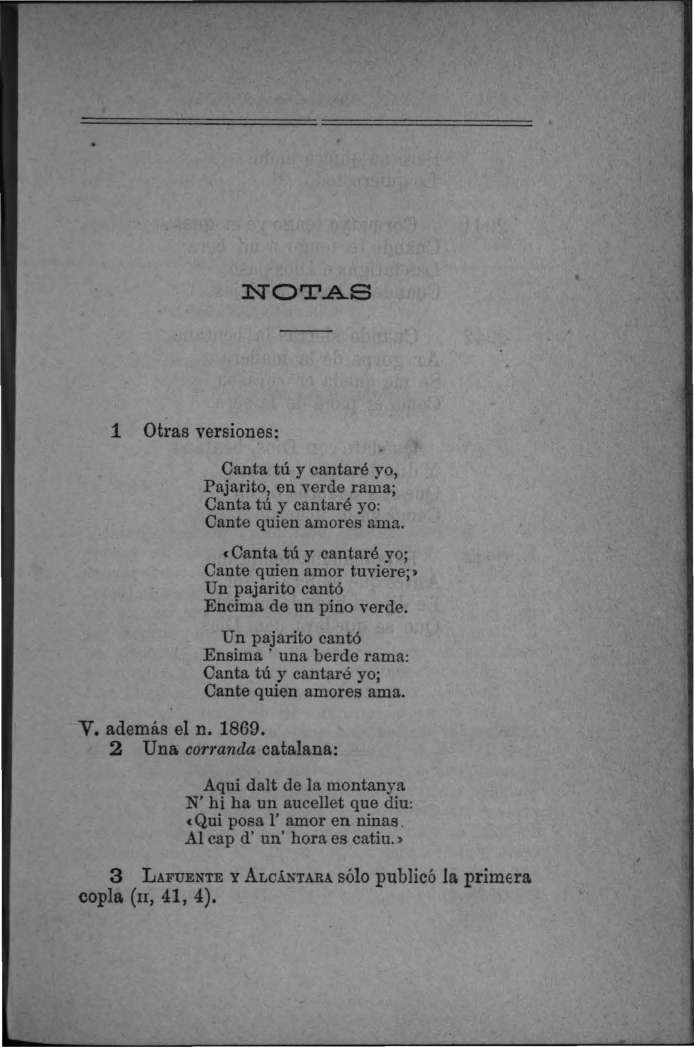 NOTAS
1 Otras versiones:
Canta tú y cantaré yo,
Pajarito, en verde rama;
Canta tú y cantaré yo:
Cante quien amores ama.
«Canta tú y cantaré yo;
Cante quien amor tuviere;»
Un pajarito cantó
Encima de un pino verde.
Un pajarito cantó
Ensima ' una berde rama:
Canta tú y cantaré yo;
Cante quien amores ama.
V. además el n. 1869.
2 Una corranda catalana:
Aqui dalt de la montanya
N' hi ha un aucellet que diu:
«Qui posa l' amor en ninas.
Al cap d' un' hora es catiu.»
3 LAFUENTE Y ALCÁNTARA sólo publicó la primera
copla (II, 41, 4).